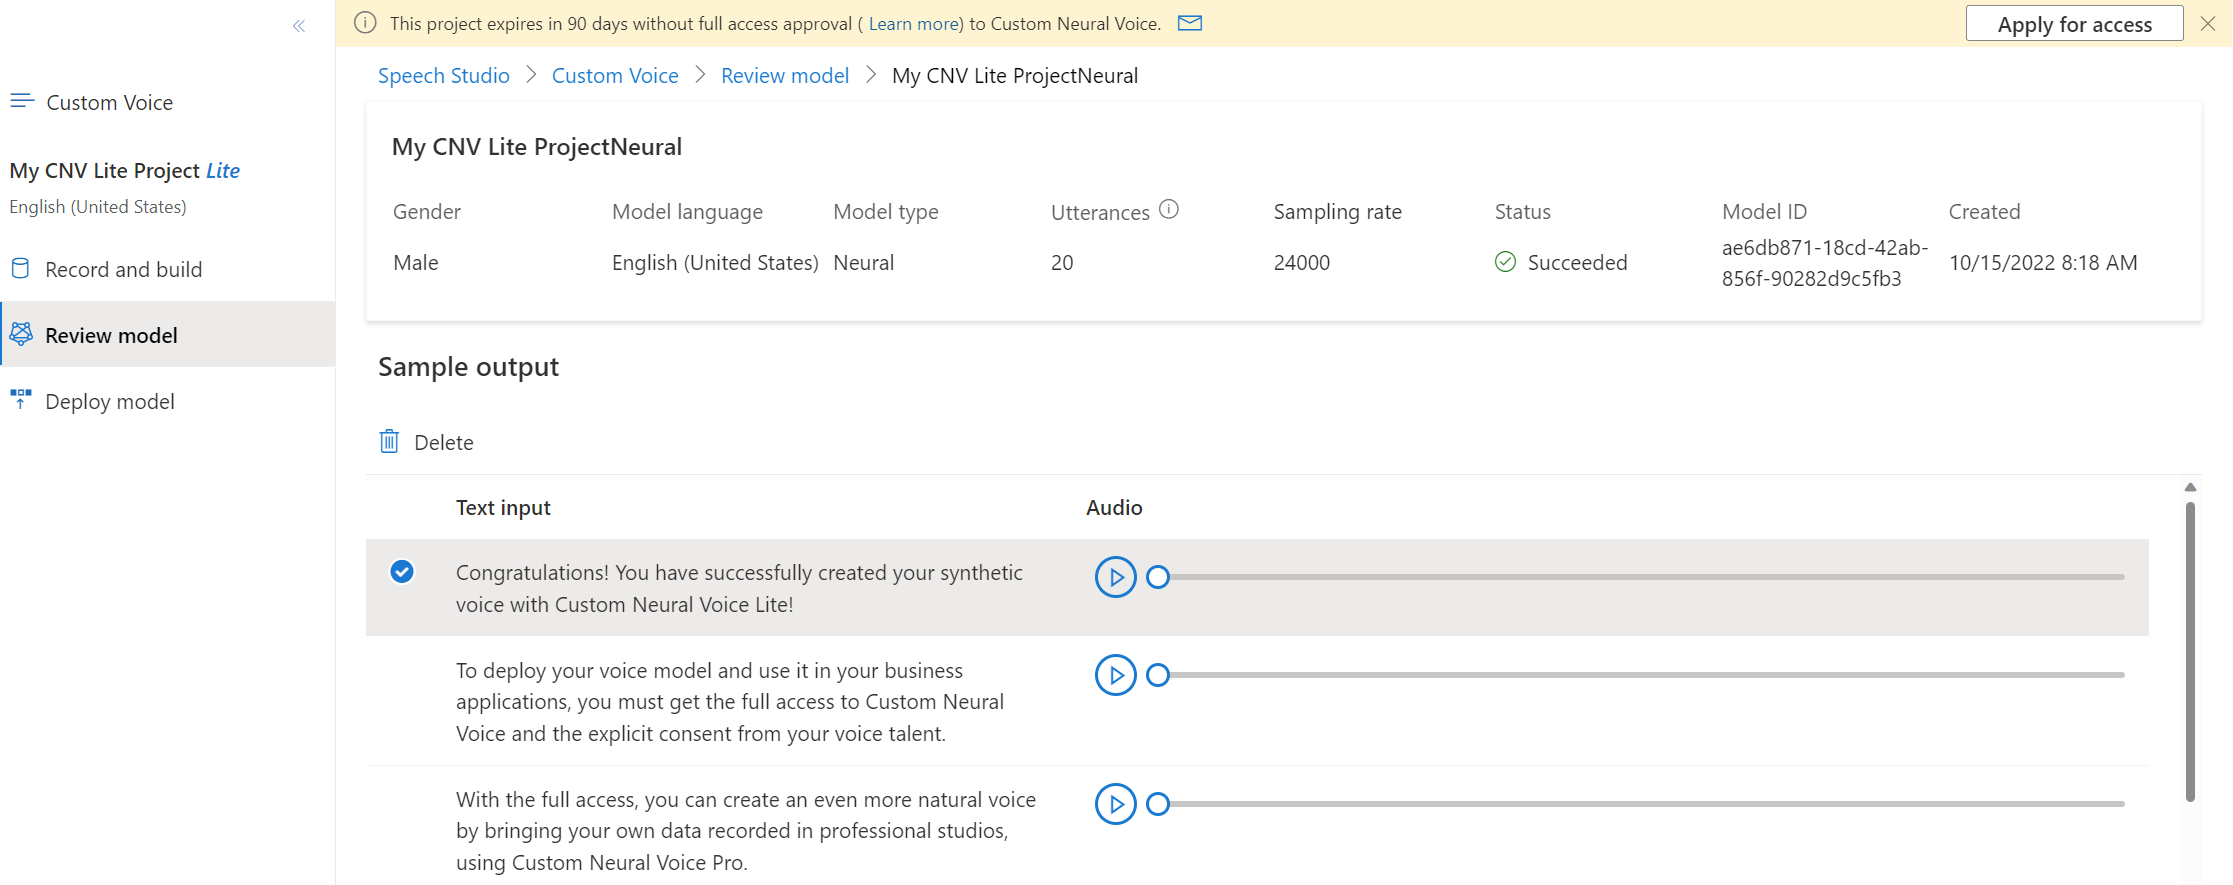 This project expires in 90 days without full access approval ( Learn more) to Custom Neural Voice.
Apply for access
Custom Voice
My CNV Lite Project Lite
English (United States)
Record and build
Review model
Deploy model
Speech Studio > Custom Voice > Review model > My CNV Lite ProjectNeural
My CNV Lite ProjectNeural
Gender Model language Model type Utterances Sampling rate Status Model ID Created
Male English (United States) Neural 20 24000 Succeeded ae6db871-18cd-42ab- 10/15/2022 8:18 AM
856f-90282d9c5fb3
Sample output
Delete
Text input Audio
Congratulations! You have successfully created your synthetic
voice with Custom Neural Voice Lite!
To deploy your voice model and use it in your business
applications, you must get the full access to Custom Neural
Voice and the explicit consent from your voice talent.
With the full access, you can create an even more natural voice
by bringing your own data recorded in professional studios,
using Custom Neural Voice Pro.